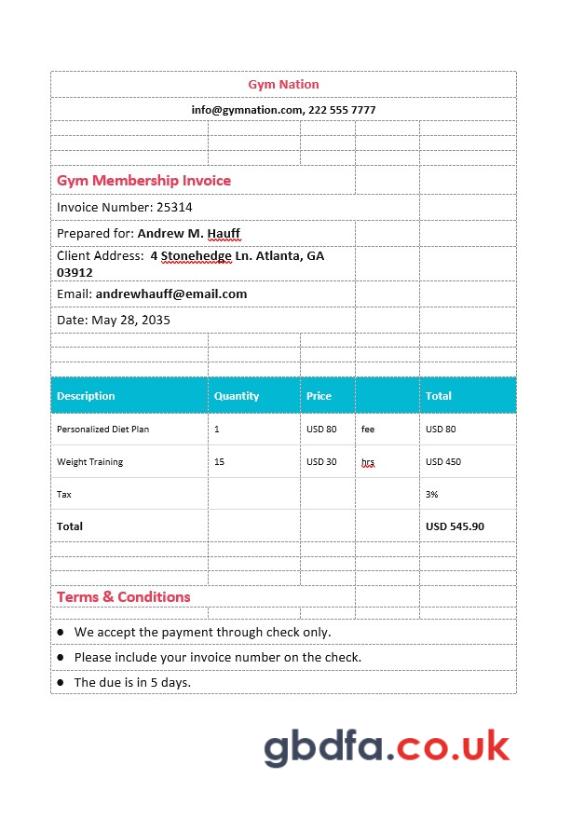 Gym Nation
info@gymnation.com, 222 555 7777
Gym Membership Invoice
Invoice Number: 25314
Prepared for: Andrew M. Hauff
Client Address:  4 Stonehedge Ln. Atlanta, GA
03912
Email: andrewhauff@email.com
Date: May 28, 2035
Description Quantity Price Total
Personalized Diet Plan 1 USD 80 fee USD 80
Weight Training 15 USD 30 hrs USD 450
Tax 3%
Total USD 545.90
Terms & Conditions
● We accept the payment through check only.
● Please include your invoice number on the check.
● The due is in 5 days.
gbdfa.co.uk